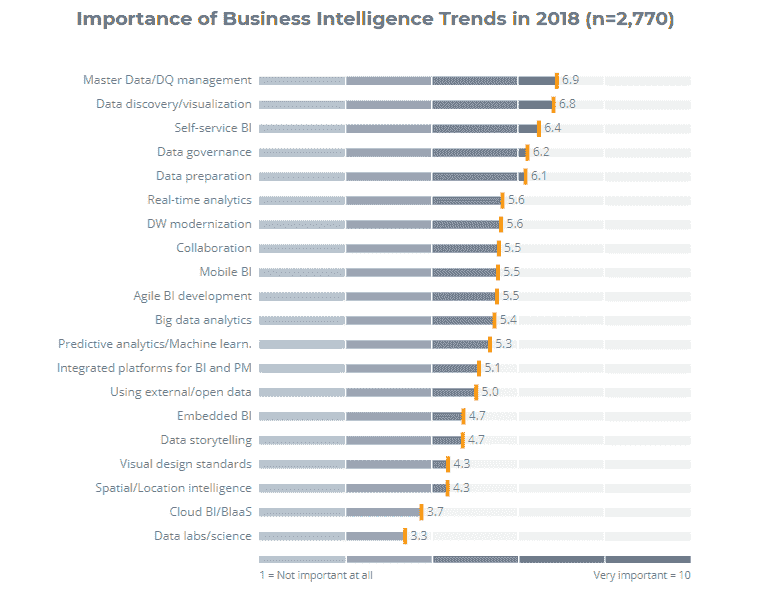 Importance of Business Intelligence Trends in 2018 (n=2,770)
Master Data/DQ management 6.9
Data discovery/visualization 6.8
Self-service BI 6.4
Data governance 6.2
Data preparation 6.1
Real-time analytics 5.6
DW modernization 5.6
Collaboration 5.5
Mobile BI 5.5
Agile BI development 5.5
Big data analytics 5.4
Predictive analytics/Machine learn. 5.3
Integrated platforms for BI and PM 5.1
Using external/open data 5.0
Embedded BI 4.7
Data storytelling 4.7
Visual design standards 4.3
Spatial/Location intelligence 4.3
Cloud BI/BIaaS 3.7
Data labs/science 3.3
1 = Not important at all Very important = 10